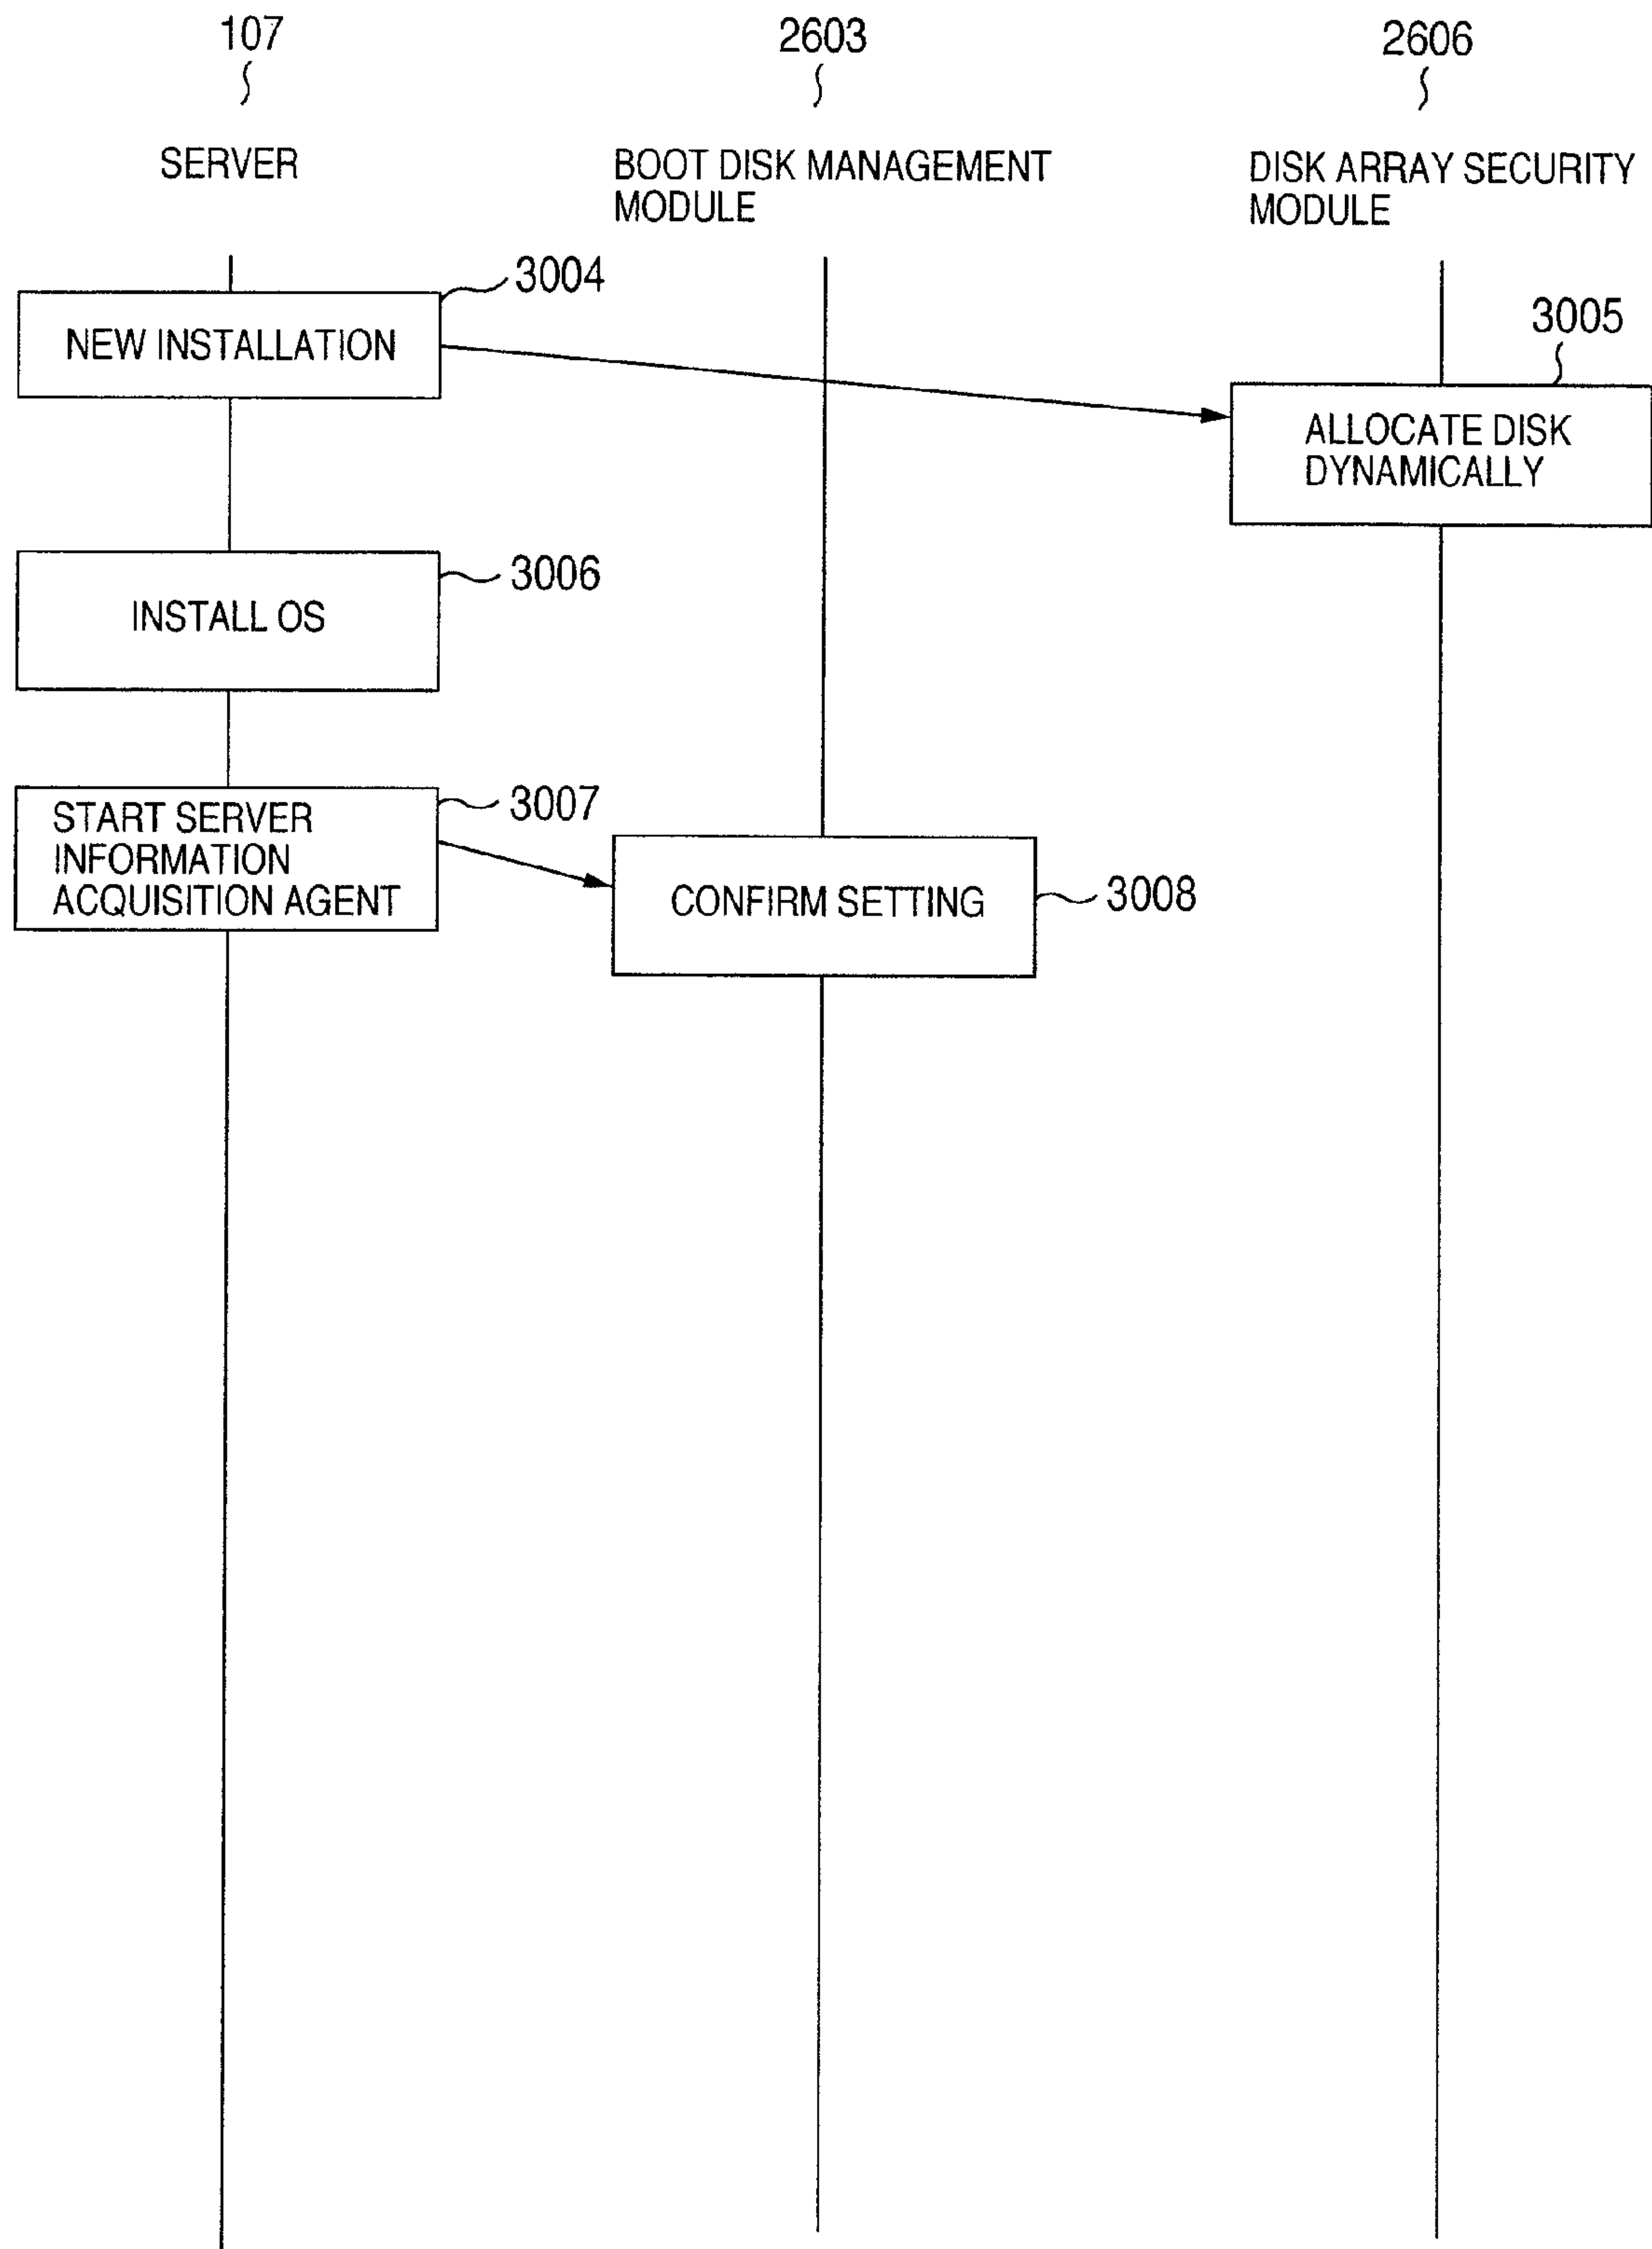 107
2603
2606
SERVER
BOOT DISK MANAGEMENT
MODULE
DISK ARRAY SECURITY
MODULE
3004
NEW INSTALLATION
3005
ALLOCATE DISK
DYNAMICALLY
3006
INSTALL OS
3007
START SERVER
INFORMATION
ACQUISITION AGENT
CONFIRM SETTING
3008